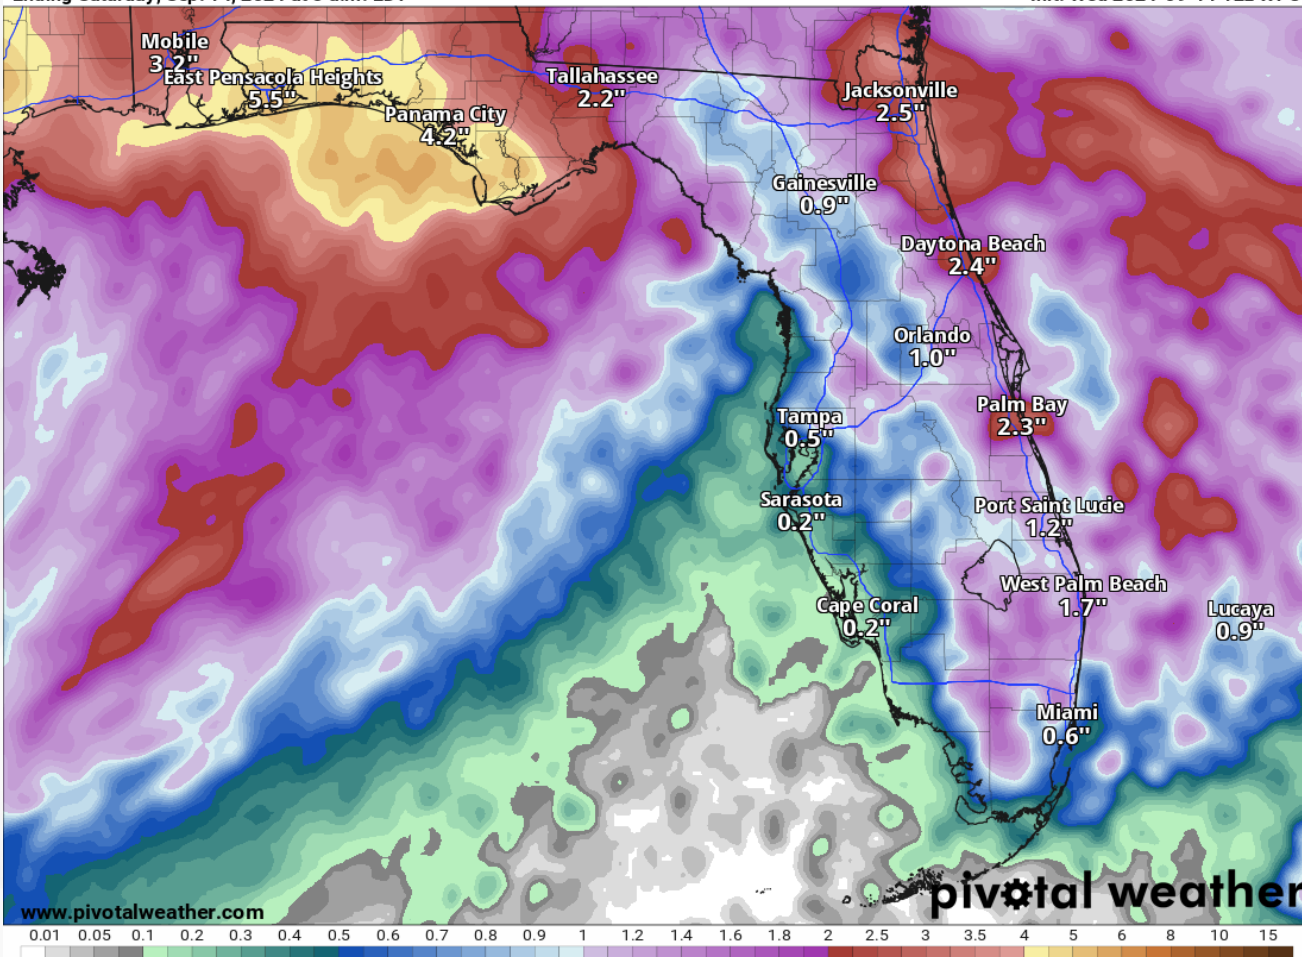 Mobile
3.2"
East Pensacola Heights
5.5"
Panama City
4.2"
Tallahassee
2.2"
Jacksonville
2.5"
Gainesville
0.9"
Daytona Beach
2.4"
Orlando
1.0"
Palm Bay
2.3"
Tampa
0.5"
Sarasota
0.2"
Port Saint Lucie
1.2"
West Palm Beach
1.7"
Cape Coral
0.2"
Lucaya
0.9"
Miami
0.6"
pivotal weather
www.pivotalweather.com
0.01 0.05 0.1 0.2 0.3 0.4 0.5 0.6 0.7 0.8 0.9 1 1.2 1.4 1.6 1.8 2 2.5 3 3.5 4 5 6 8 10 15